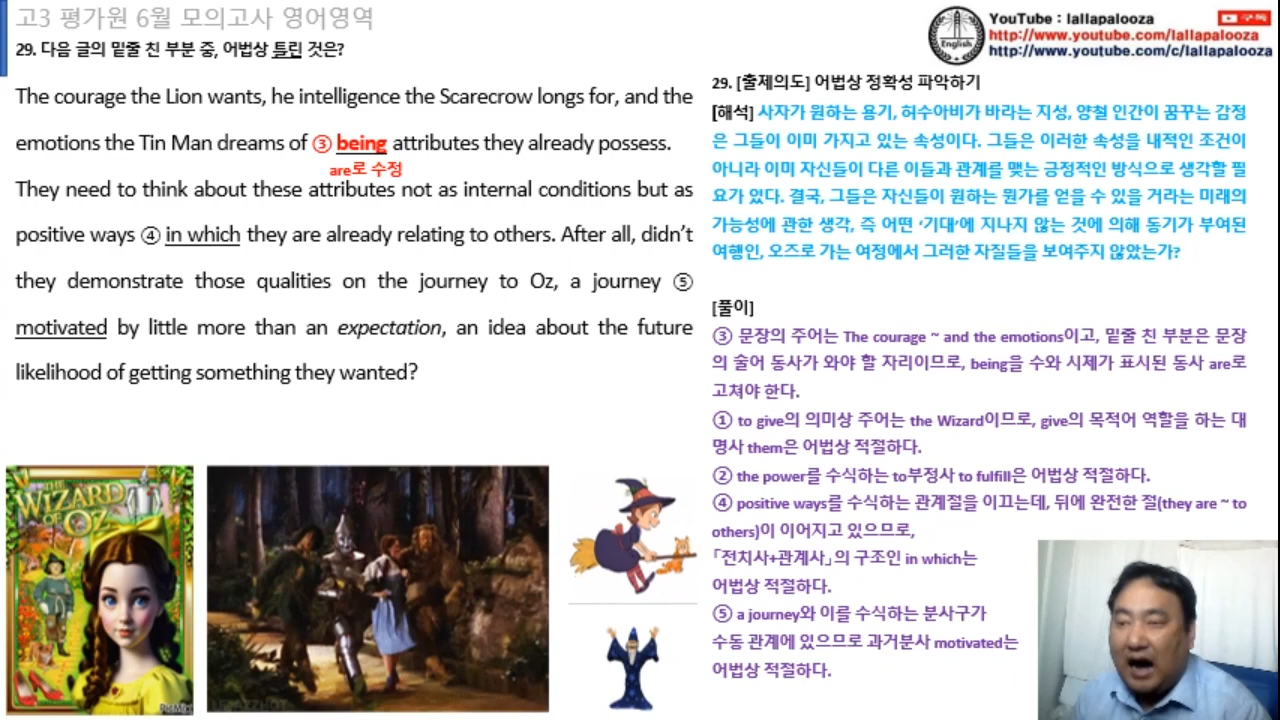 고3 평가원 6월 모의고사 영어영역
29. 다음 글의 밑줄 친 부분 중, 어법상 틀린 것은?
The courage the Lion wants, he intelligence the Scarecrow longs for, and the
emotions the Tin Man dreams of ③ being attributes they already possess.
are로 수정
They need to think about these attributes not as internal conditions but as
positive ways ④ in which they are already relating to others. After all, didn't
they demonstrate those qualities on the journey to Oz, a journey ⑤
motivated by little more than an expectation, an idea about the future
likelihood of getting something they wanted?
THE
WIZARD
OF OZ
English
YouTube : lallapalooza
구독
http://www.youtube.com/lallapalooza
http://www.youtube.com/c/lallapalooza
29. [출제의도] 어법상 정확성 파악하기
[해석] 사자가 원하는 용기, 허수아비가 바라는 지성, 양철 인간이 꿈꾸는 감정
은 그들이 이미 가지고 있는 속성이다. 그들은 이러한 속성을 내적인 조건이
아니라 이미 자신들이 다른 이들과 관계를 맺는 긍정적인 방식으로 생각할 필
요가 있다. 결국, 그들은 자신들이 원하는 뭔가를 얻을 수 있을 거라는 미래의
가능성에 관한 생각, 즉 어떤 '기대'에 지나지 않는 것에 의해 동기가 부여된
여행인, 오즈로 가는 여정에서 그러한 자질들을 보여주지 않았는가?
[풀이]
③ 문장의 주어는 The courage ~ and the emotions이고, 밑줄 친 부분은 문장
의 술어 동사가 와야 할 자리이므로, being을 수와 시제가 표시된 동사 are로
고쳐야 한다.
① to give의 의미상 주어는 the Wizard이므로, give의 목적어 역할을 하는 대
명사 them은 어법상 적절하다.
② the power를 수식하는 to부정사 to fulfill은 어법상 적절하다.
④ positive ways를 수식하는 관계절을 이끄는데, 뒤에 완전한 절(they are ~ to
others)이 이어지고 있으므로,
「전치사+관계사」의 구조인 in which는
어법상 적절하다.
⑤ a journey와 이를 수식하는 분사구가
수동 관계에 있으므로 과거분사 motivated는
어법상 적절하다.